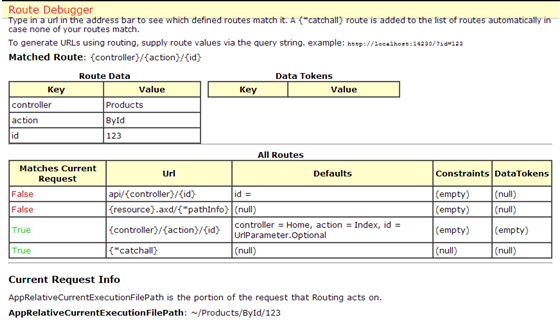 Route Debugger
Type in a url in the address bar to see which defined routes match it. A {*catchall} route is added to the list of routes automatically in
case none of your routes match.
To generate URLs using routing, supply route values via the query string. example: http://localhost:14230/?id=123
Matched Route: {controller}/{action}/{id}
Route Data
Key Value
controller Products
action ById
id 123
Data Tokens
Key Value
All Routes
Matches Current Request Url Defaults Constraints DataTokens
False api/{controller}/{id} id = (empty) (null)
False {resource}.axd/{*pathInfo} (null) (empty) (null)
True {controller}/{action}/{id} controller = Home, action = Index, id = UrlParameter.Optional (empty) (empty)
True {*catchall} (null) (null) (null)
Current Request Info
AppRelativeCurrentExecutionFilePath is the portion of the request that Routing acts on.
AppRelativeCurrentExecutionFilePath: ~/Products/ById/123